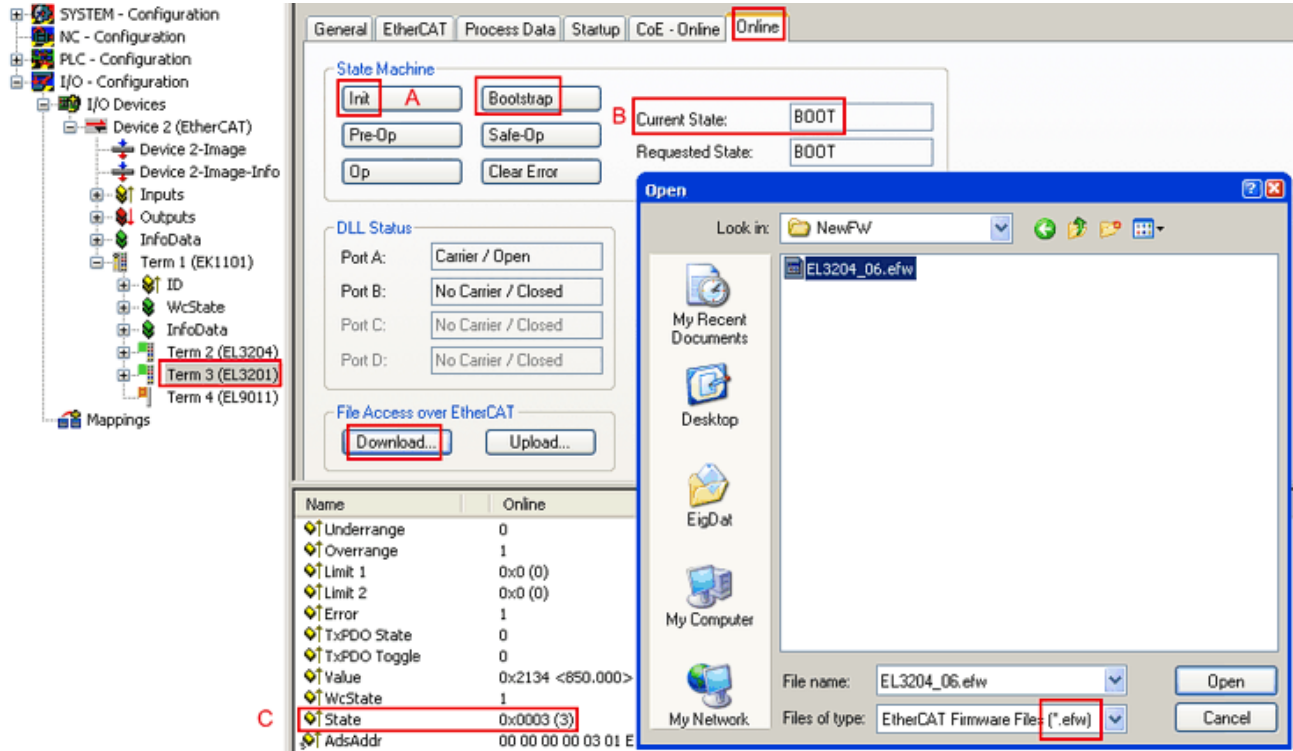 SYSTEM - Configuration
NC - Configuration
PLC - Configuration
I/O - Configuration
I/O Devices
Device 2 (EtherCAT)
Device 2-Image
Device 2-Image-Info
Inputs
Outputs
InfoData
Term 1 (EK1101)
ID
WcState
InfoData
Term 2 (EL3204)
Term 3 (EL3201)
Term 4 (EL9011)
Mappings
General EtherCAT Process Data Startup CoE - Online Online
State Machine
Init A Bootstrap
Pre-Op Safe-Op
Op Clear Error
B Current State: BOOT
Requested State: BOOT
DLL Status
Port A: Carrier / Open
Port B: No Carrier / Closed
Port C: No Carrier / Closed
Port D: No Carrier / Closed
File Access over EtherCAT
Download... Upload...
Name Online
Underrange 0
Overrange 1
Limit 1 0x0 (0)
Limit 2 0x0 (0)
Error 1
TxPDO State 0
TxPDO Toggle 0
Value 0x2134 <850.000>
WcState 1
C State 0x0003 (3)
AdsAddr 00 00 00 00 03 01 E
Open
Look in: NewFW
EL3204_06.efw
My Recent
Documents
Desktop
EigDat
My Computer
My Network
File name: EL3204_06.efw Open
Files of type: EtherCAT Firmware Files (*.efw) Cancel